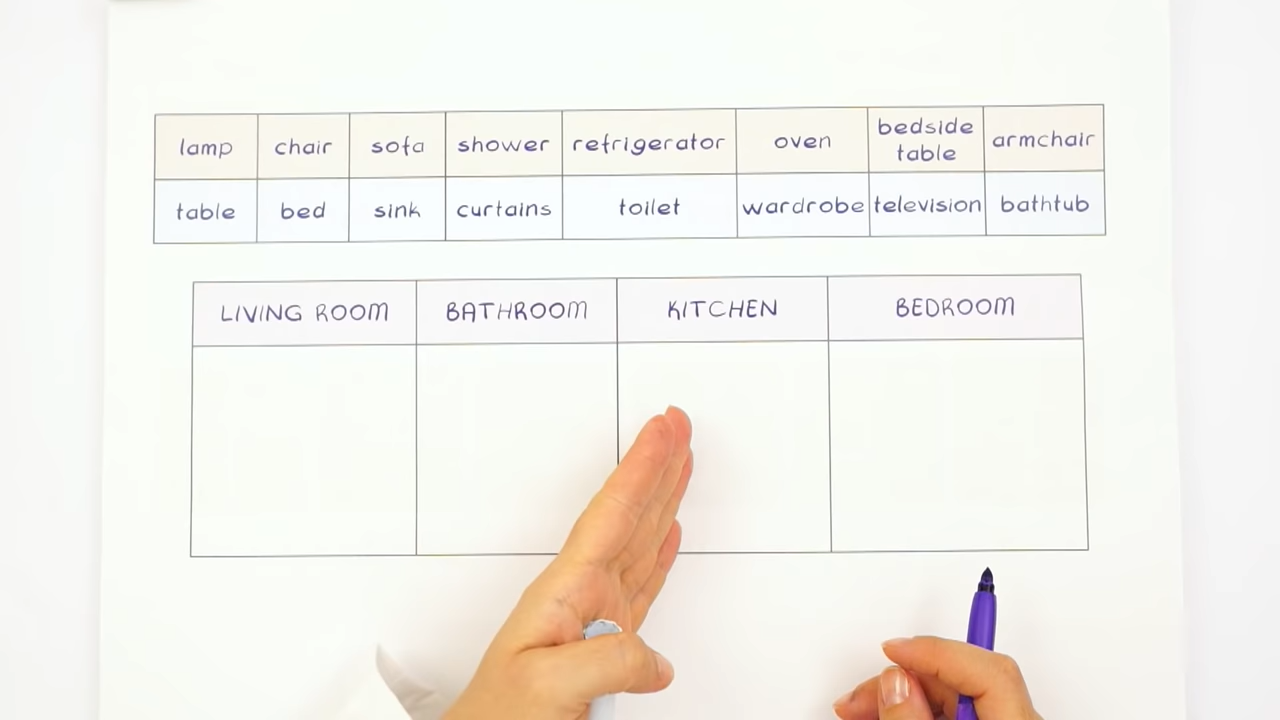 lamp chair sofa shower refrigerator oven bedside table armchair
table bed sink curtains toilet wardrobe television bathtub
LIVING ROOM BATHROOM KITCHEN BEDROOM